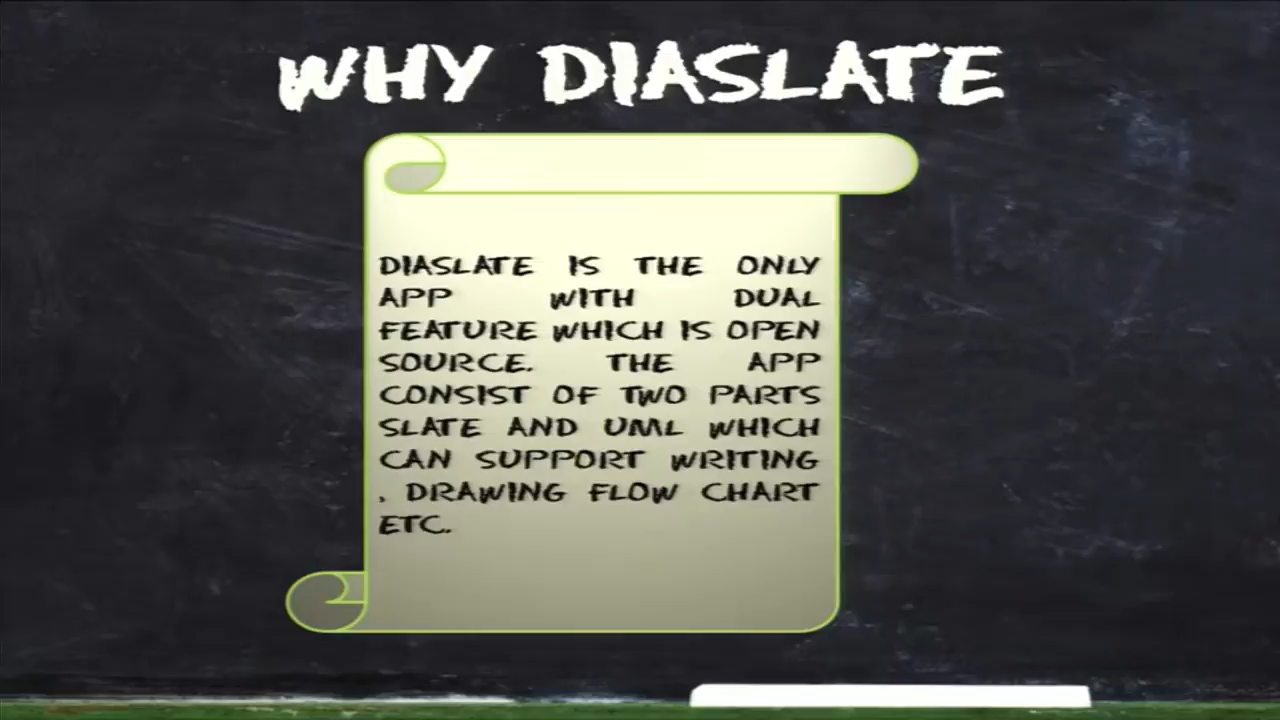 WHY DIASLATE
DIASLATE IS THE ONLY
APP WITH DUAL
FEATURE WHICH IS OPEN
SOURCE. THE APP
CONSIST OF TWO PARTS
SLATE AND UML WHICH
CAN SUPPORT WRITING
, DRAWING FLOW CHART
ETC.